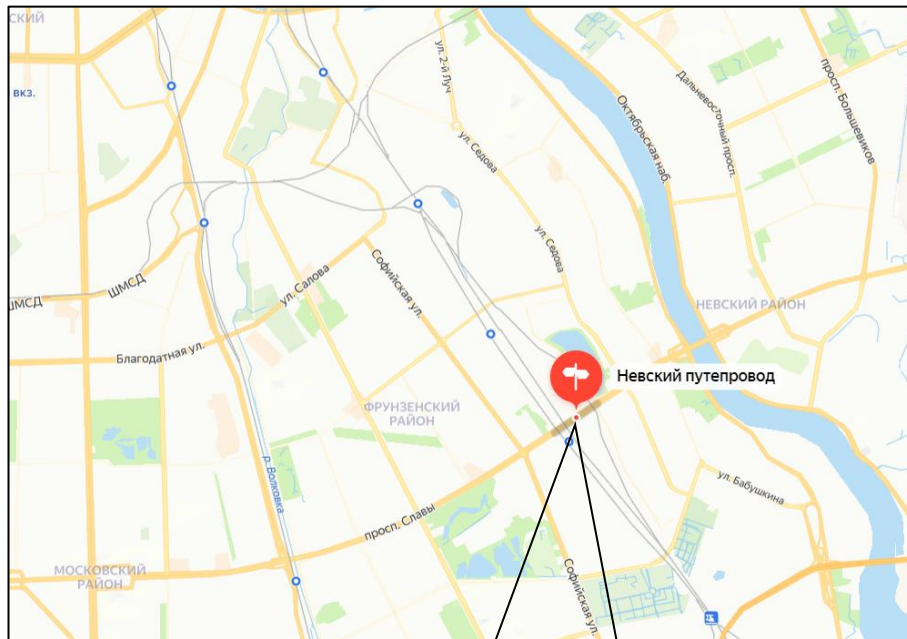 СКИЙ
вкз.
ул. 2-й Луч
Октябрьская наб.
Дальневосточный просп.
просп. Большевиков
ул. Седова
ул. Седова
ШМСД
ШМСД
ул. Салова
Софийская ул.
НЕВСКИЙ РАЙОН
Благодатная ул.
Невский путепровод
ФРУНЗЕНСКИЙ
РАЙОН
р. Волковка
ул. Бабушкина
просп. Славы
МОСКОВСКИЙ
РАЙОН
Софийская ул.